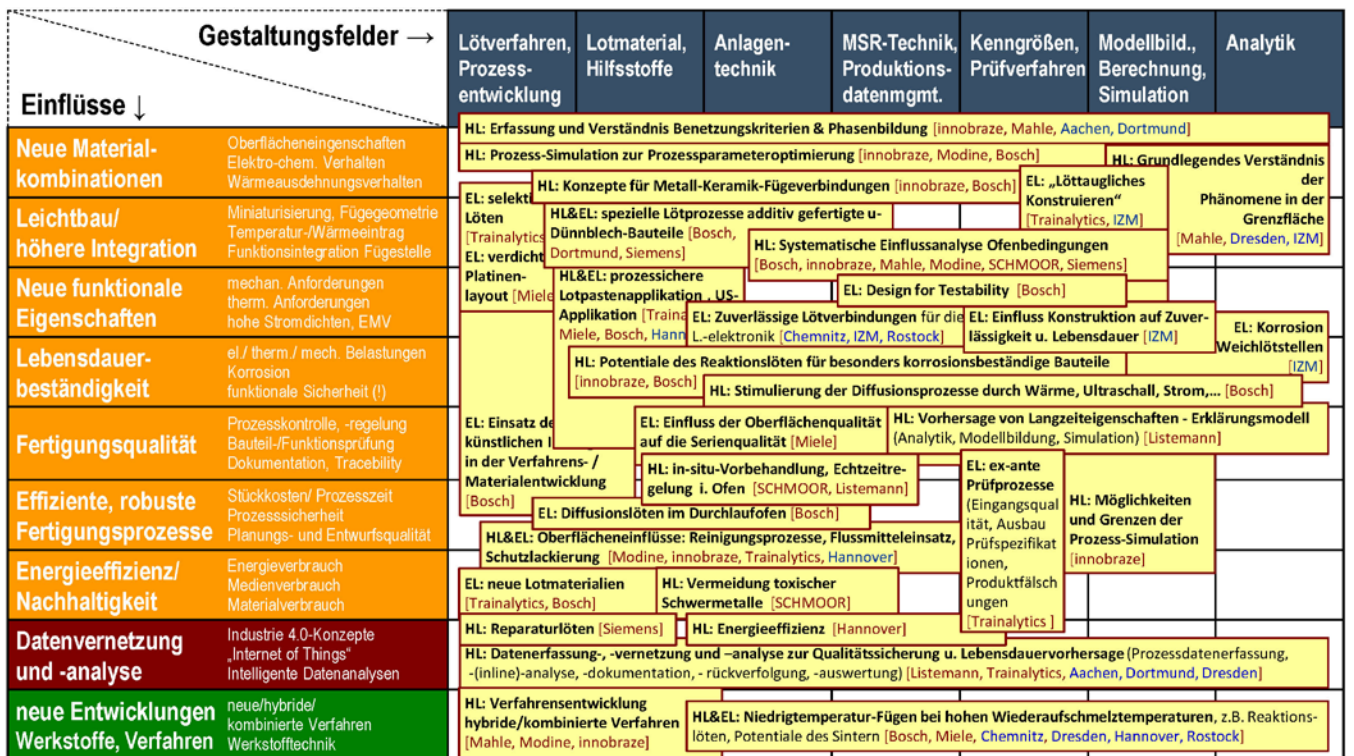 Gestaltungsfelder →
Einflüsse ↓
Lötverfahren,
Prozess-
entwicklung
Lotmaterial,
Hilfsstoffe
Anlagen-
technik
MSR-Technik,
Produktions-
datenmgmt.
Kenngrößen,
Prüfverfahren
Modellbild.,
Berechnung,
Simulation
Analytik
Neue Material-
kombinationen
Oberflächeneingenschaften
Elektro-chem. Verhalten
Wärmeausdehnungsverhalten
Leichtbau/
höhere Integration
Miniaturisierung, Fügegeometrie
Temperatur-/Wärmeeintrag
Funktionsintegration Fügestelle
Neue funktionale
Eigenschaften
mechan. Anforderungen
therm. Anforderungen
hohe Stromdichten, EMV
Lebensdauer-
beständigkeit
el./ therm./ mech. Belastungen
Korrosion
funktionale Sicherheit (!)
Fertigungsqualität
Prozesskontrolle, -regelung
Bauteil-/Funktionsprüfung
Dokumentation, Tracebility
Effiziente, robuste
Fertigungsprozesse
Stückkosten/ Prozesszeit
Prozesssicherheit
Planungs- und Entwurfsqualität
Energieeffizienz/
Nachhaltigkeit
Energieverbrauch
Medienverbrauch
Materialverbrauch
Datenvernetzung
und -analyse
Industrie 4.0-Konzepte
„Internet of Things"
Intelligente Datenanalysen
neue Entwicklungen
Werkstoffe, Verfahren
neue/hybride/
kombinierte Verfahren
Werkstofftechnik
HL: Erfassung und Verständnis Benetzungskriterien & Phasenbildung [innobraze, Mahle, Aachen, Dortmund]
HL: Prozess-Simulation zur Prozessparameteroptimierung [innobraze, Modine, Bosch]
HL: Grundlegendes Verständnis
der
Phänomene in der
Grenzfläche
[Mahle, Dresden, IZM]
HL: Konzepte für Metall-Keramik-Fügeverbindungen [innobraze, Bosch]
EL: „Löttaugliches
Konstruieren"
[Trainalytics, IZM]
EL: selekti
Löten
[Trainalytics
EL: verdicht
Platinen-
layout [Miele
HL&EL: spezielle Lötprozesse additiv gefertigte u-
Dünnblech-Bauteile [Bosch,
Dortmund, Siemens]
HL: Systematische Einflussanalyse Ofenbedingungen
[Bosch, innobraze, Mahle, Modine, SCHMOOR, Siemens]
HL&EL: prozessichere
Lotpastenapplikation , US-
Applikation [Traina
Miele, Bosch, Hann
EL: Design for Testability [Bosch]
EL: Zuverlässige Lötverbindungen für die
L.-elektronik [Chemnitz, IZM, Rostock]
EL: Einfluss Konstruktion auf Zuver-
lässigkeit u. Lebensdauer [IZM]
EL: Korrosion
Weichlötstellen
[IZM]
HL: Potentiale des Reaktionslöten für besonders korrosionsbeständige Bauteile
[innobraze, Bosch]
HL: Stimulierung der Diffusionsprozesse durch Wärme, Ultraschall, Strom,... [Bosch]
EL: Einsatz de
künstlichen I
in der Verfahrens- /
Materialentwicklung
[Bosch]
EL: Einfluss der Oberflächenqualität
auf die Serienqualität [Miele]
HL: Vorhersage von Langzeiteigenschaften - Erklärungsmodell
(Analytik, Modellbildung, Simulation) [Listemann]
HL: in-situ-Vorbehandlung, Echtzeitre-
gelung i. Ofen [SCHMOOR, Listemann]
EL: ex-ante
Prüfprozesse
(Eingangsqual
ität, Ausbau
Prüfspezifikat
ionen,
Produktfälsch
ungen
[Trainalytics ]
HL: Möglichkeiten
und Grenzen der
Prozess-Simulation
[innobraze]
EL: Diffusionslöten im Durchlaufofen [Bosch]
HL&EL: Oberflächeneinflüsse: Reinigungsprozesse, Flussmitteleinsatz,
Schutzlackierung [Modine, innobraze, Trainalytics, Hannover]
EL: neue Lotmaterialien
[Trainalytics, Bosch]
HL: Vermeidung toxischer
Schwermetalle [SCHMOOR]
HL: Reparaturlöten [Siemens]
HL: Energieeffizienz [Hannover]
HL: Datenerfassung-, -vernetzung und –analyse zur Qualitätssicherung u. Lebensdauervorhersage (Prozessdatenerfassung,
-(inline)-analyse, -dokumentation, - rückverfolgung, -auswertung) [Listemann, Trainalytics, Aachen, Dortmund, Dresden]
HL: Verfahrensentwicklung
hybride/kombinierte Verfahren
[Mahle, Modine, innobraze]
HL&EL: Niedrigtemperatur-Fügen bei hohen Wiederaufschmelztemperaturen, z.B. Reaktions-
löten, Potentiale des Sintern [Bosch, Miele, Chemnitz, Dresden, Hannover, Rostock]